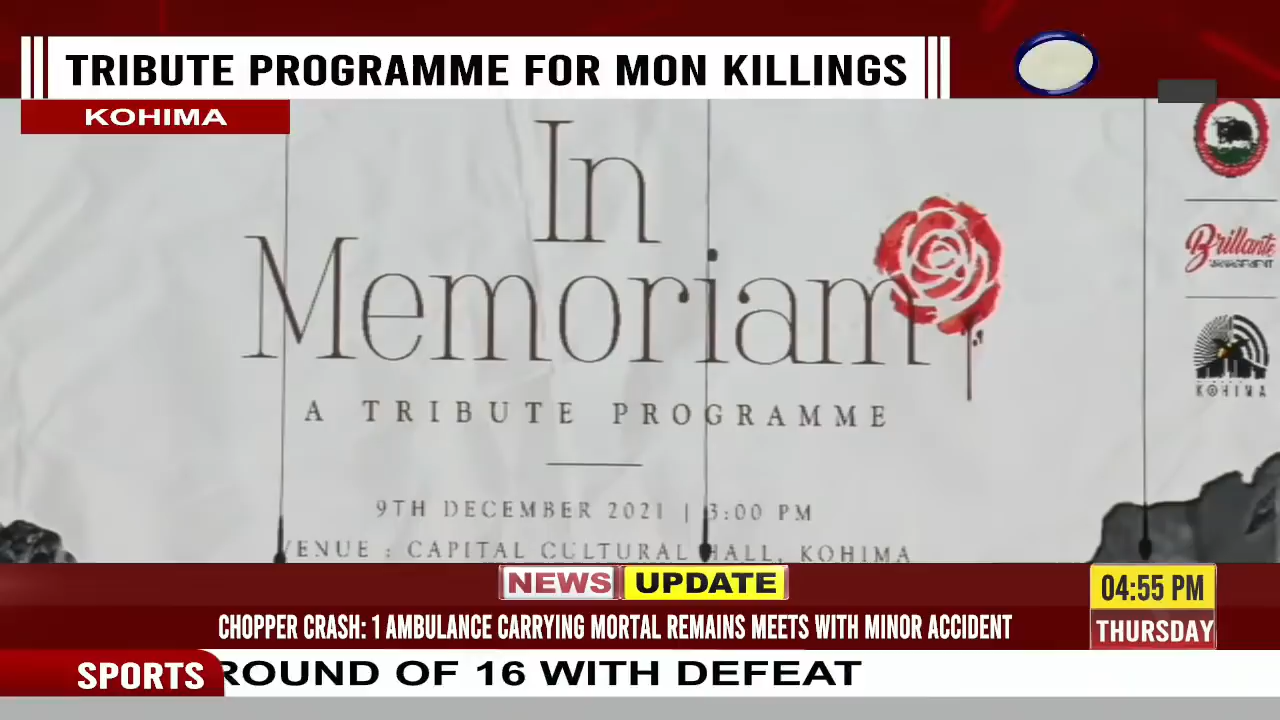 TRIBUTE PROGRAMME FOR MON KILLINGS
KOHIMA
In
Memoriam
A TRIBUTE PROGRAMME
9TH DECEMBER 2021 | 3:00 PM
VENUE : CAPITAL CULTURAL HALL, KOHIMA
Brillante
KOHIMA
NEWS UPDATE
04:55 PM
CHOPPER CRASH: 1 AMBULANCE CARRYING MORTAL REMAINS MEETS WITH MINOR ACCIDENT
THURSDAY
SPORTS ROUND OF 16 WITH DEFEAT